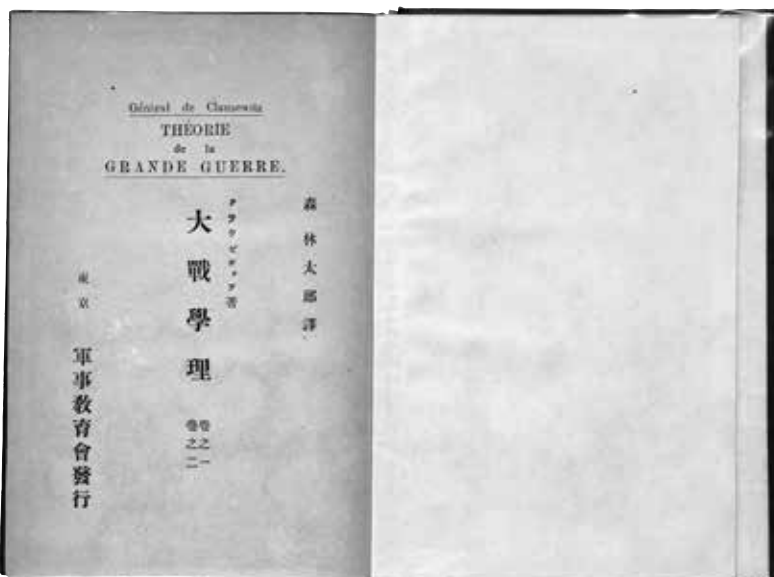 Général de Clausewitz
THÉORIE
de la
GRANDE GUERRE.
森林太郎譯
クラウゼヰッツ著
大戰學理
卷之一
卷之二
東京
軍事敎育會發行